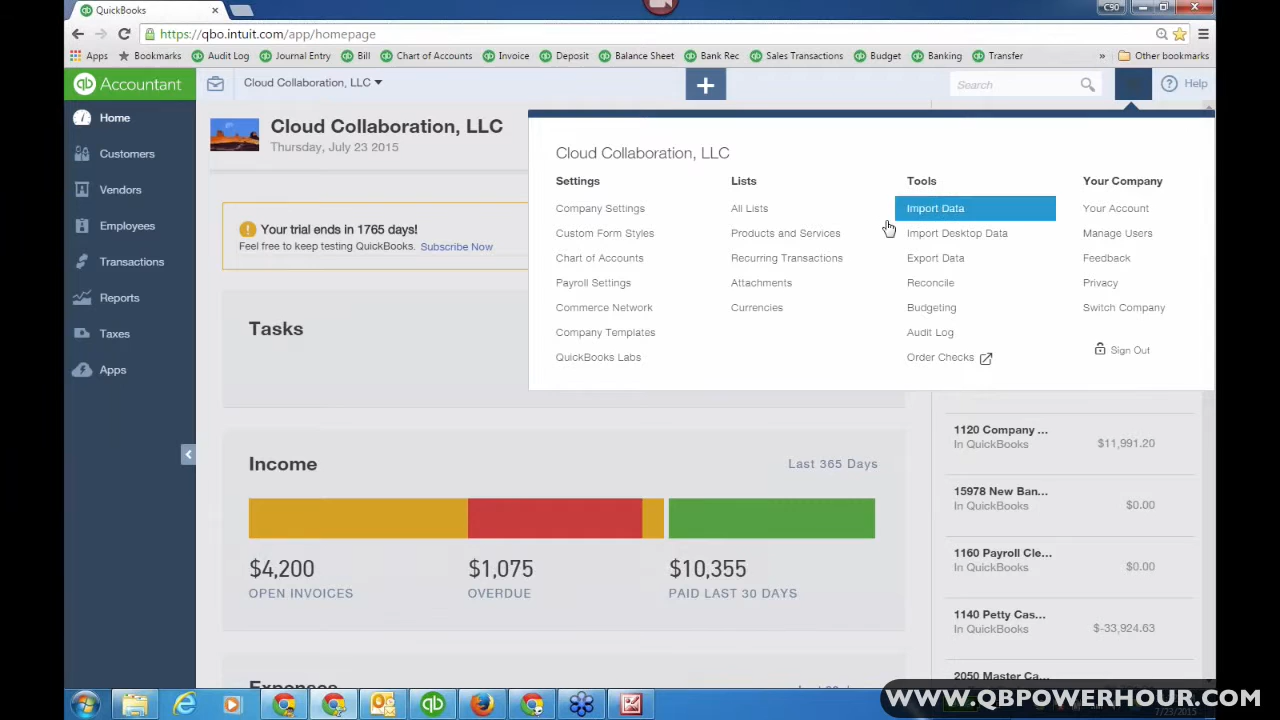 QuickBooks
C90
https://qbo.intuit.com/app/homepage
Apps Bookmarks Audit Log Journal Entry Bill Chart of Accounts Invoice Deposit Balance Sheet Bank Rec Sales Transactions Budget Banking Transfer » Other bookmarks
qb Accountant
Cloud Collaboration, LLC
+
Search
? Help
Home
Customers
Vendors
Employees
Transactions
Reports
Taxes
Apps
Cloud Collaboration, LLC
Thursday, July 23 2015
Your trial ends in 1765 days!
Feel free to keep testing QuickBooks. Subscribe Now
Cloud Collaboration, LLC
Settings
Company Settings
Custom Form Styles
Chart of Accounts
Payroll Settings
Commerce Network
Company Templates
QuickBooks Labs
Lists
All Lists
Products and Services
Recurring Transactions
Attachments
Currencies
Tools
Import Data
Import Desktop Data
Export Data
Reconcile
Budgeting
Audit Log
Order Checks
Your Company
Your Account
Manage Users
Feedback
Privacy
Switch Company
Sign Out
Tasks
Income
Last 365 Days
$4,200
OPEN INVOICES
$1,075
OVERDUE
$10,355
PAID LAST 30 DAYS
Expenses
1120 Company ...
In QuickBooks $11,991.20
15978 New Ban...
In QuickBooks $0.00
1160 Payroll Cle...
In QuickBooks $0.00
1140 Petty Cas...
In QuickBooks $-33,924.63
2050 Master Ca...
WWW.QBPOWERHOUR.COM
7/23/2015